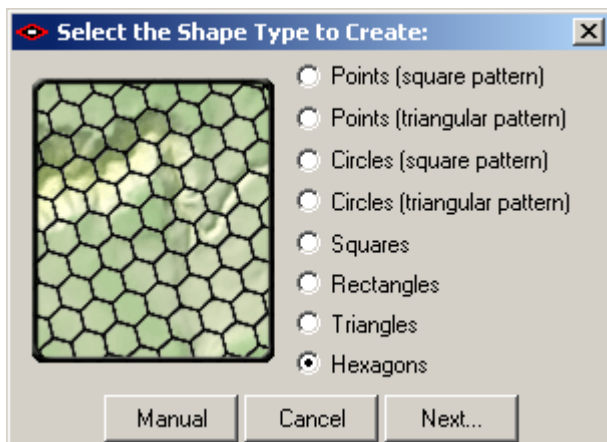 Select the Shape Type to Create:
Points (square pattern)
Points (triangular pattern)
Circles (square pattern)
Circles (triangular pattern)
Squares
Rectangles
Triangles
Hexagons
Manual Cancel Next...